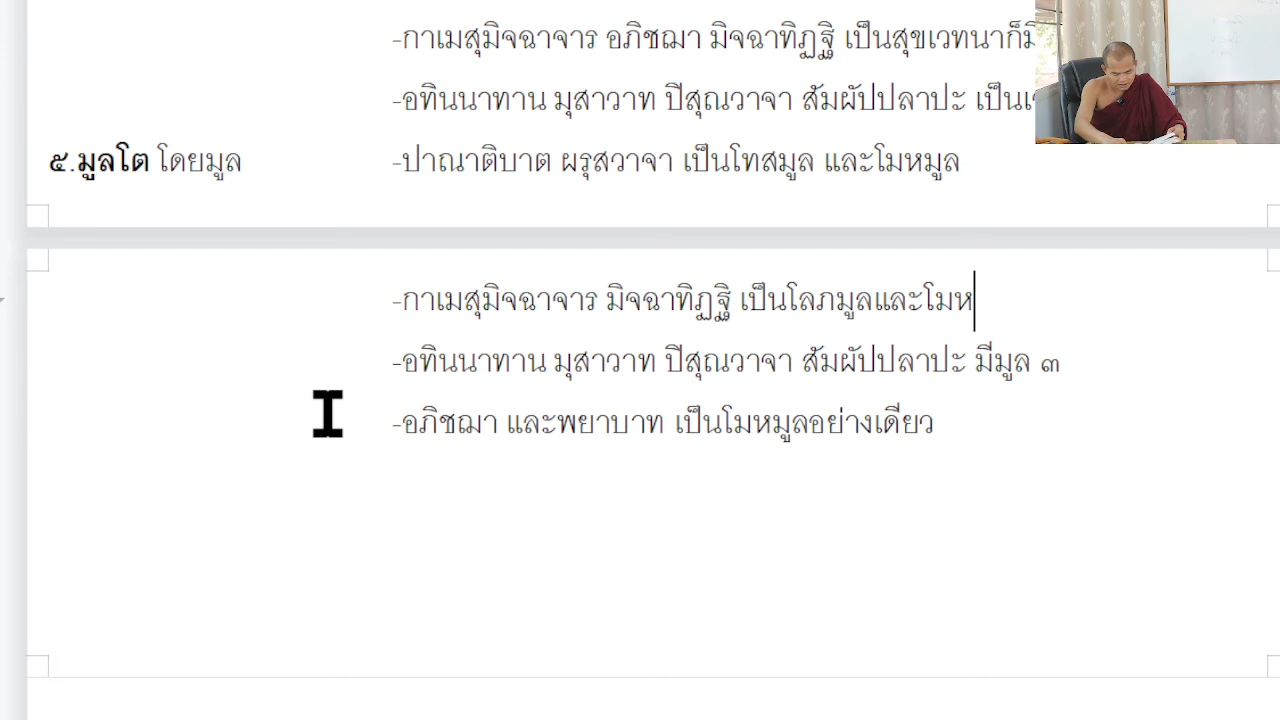 -กาเมสุมิจฉาจาร อภิชฌา มิจฉาทิฏฐิ เป็นสุขเวทนาก็มี
-อทินนาทาน มุสาวาท ปิสุณวาจา สัมผัปปลาปะ เป็น
๕.มูลโต โดยมูล -ปาณาติบาต ผรุสวาจา เป็นโทสมูล และโมหมูล
-กาเมสุมิจฉาจาร มิจฉาทิฏฐิ เป็นโลภมูลและโมห
-อทินนาทาน มุสาวาท ปิสุณวาจา สัมผัปปลาปะ มีมูล ๓
-อภิชฌา และพยาบาท เป็นโมหมูลอย่างเดียว